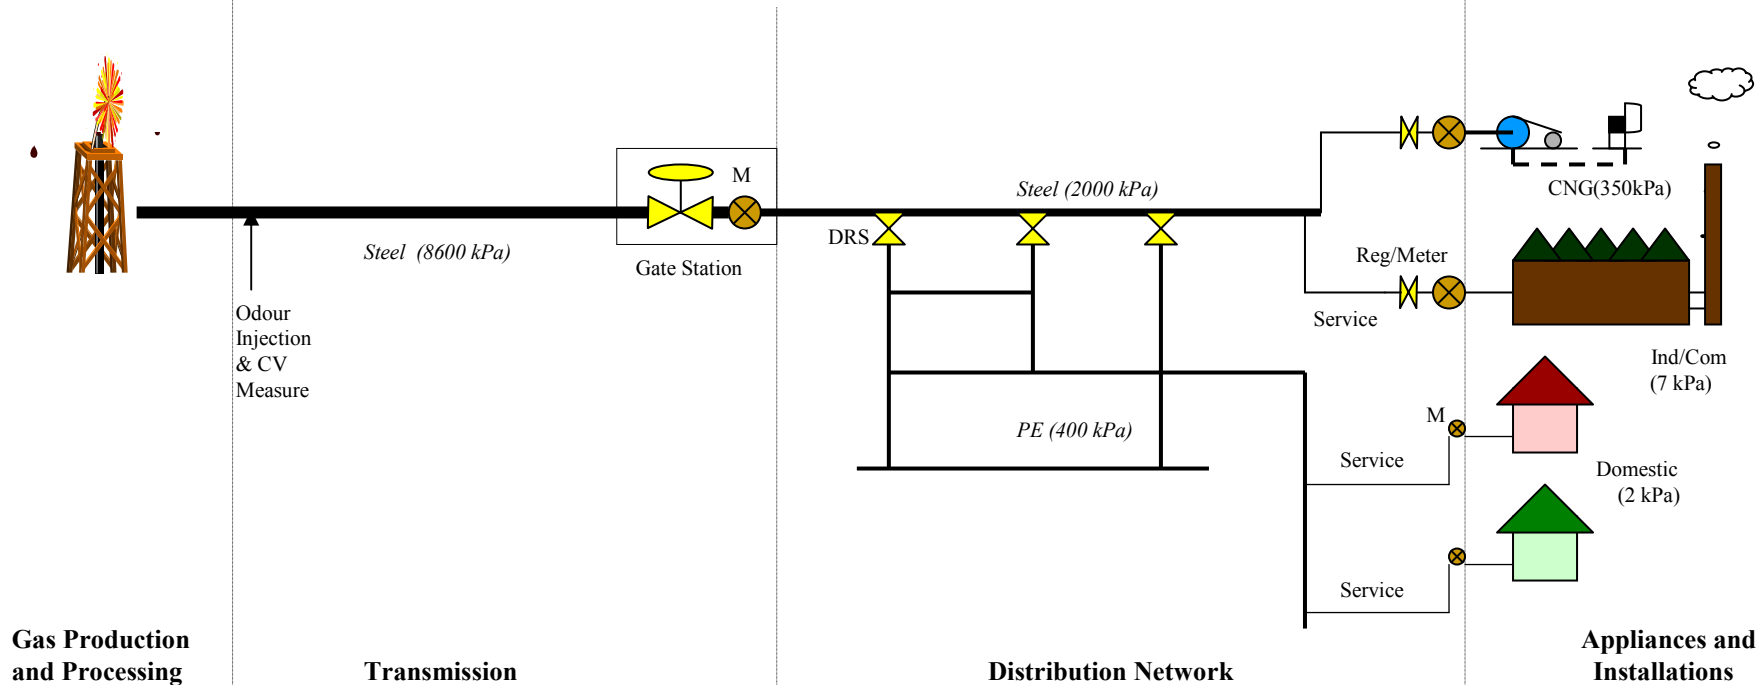 M
Steel (2000 kPa)
CNG(350kPa)
DRS
Steel (8600 kPa)
Gate Station
Reg/Meter
Odour
Injection
& CV
Measure
Service
Ind/Com
(7 kPa)
M
PE (400 kPa)
Service
Domestic
(2 kPa)
Service
Gas Production
and Processing
Transmission
Distribution Network
Appliances and
Installations